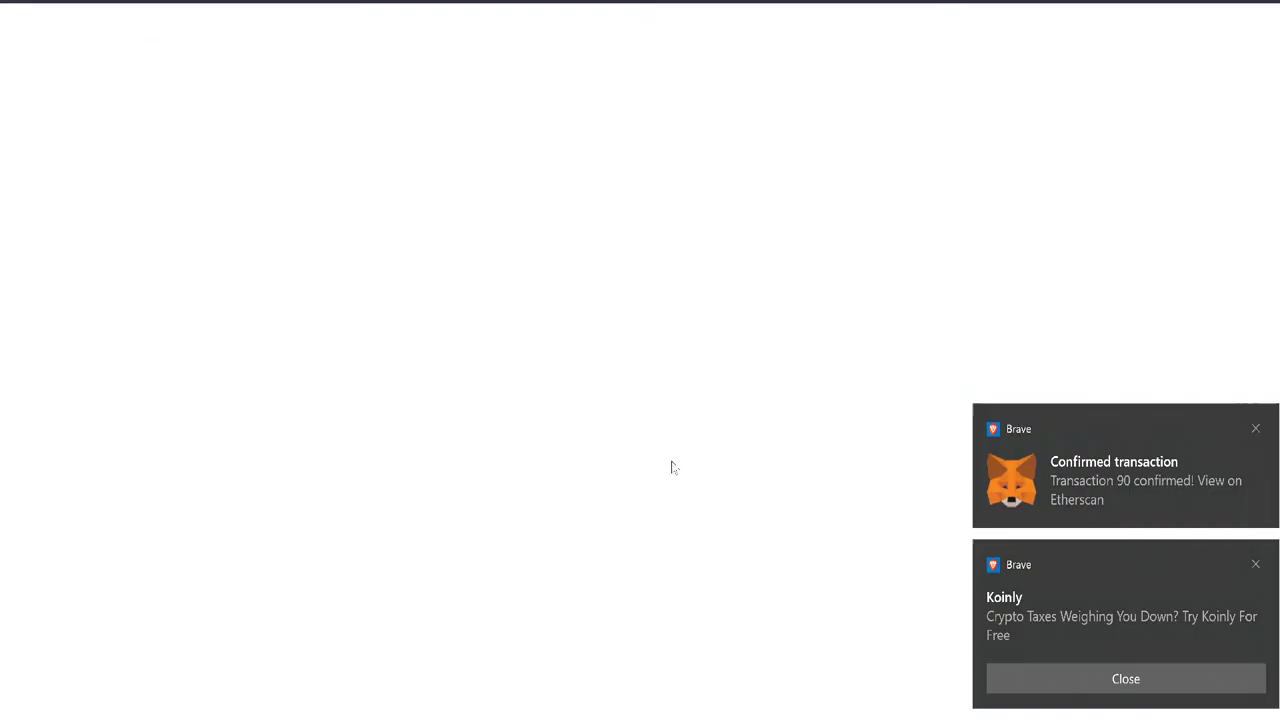 Brave
Confirmed transaction
Transaction 90 confirmed! View on
Etherscan
Brave
Koinly
Crypto Taxes Weighing You Down? Try Koinly For
Free
Close